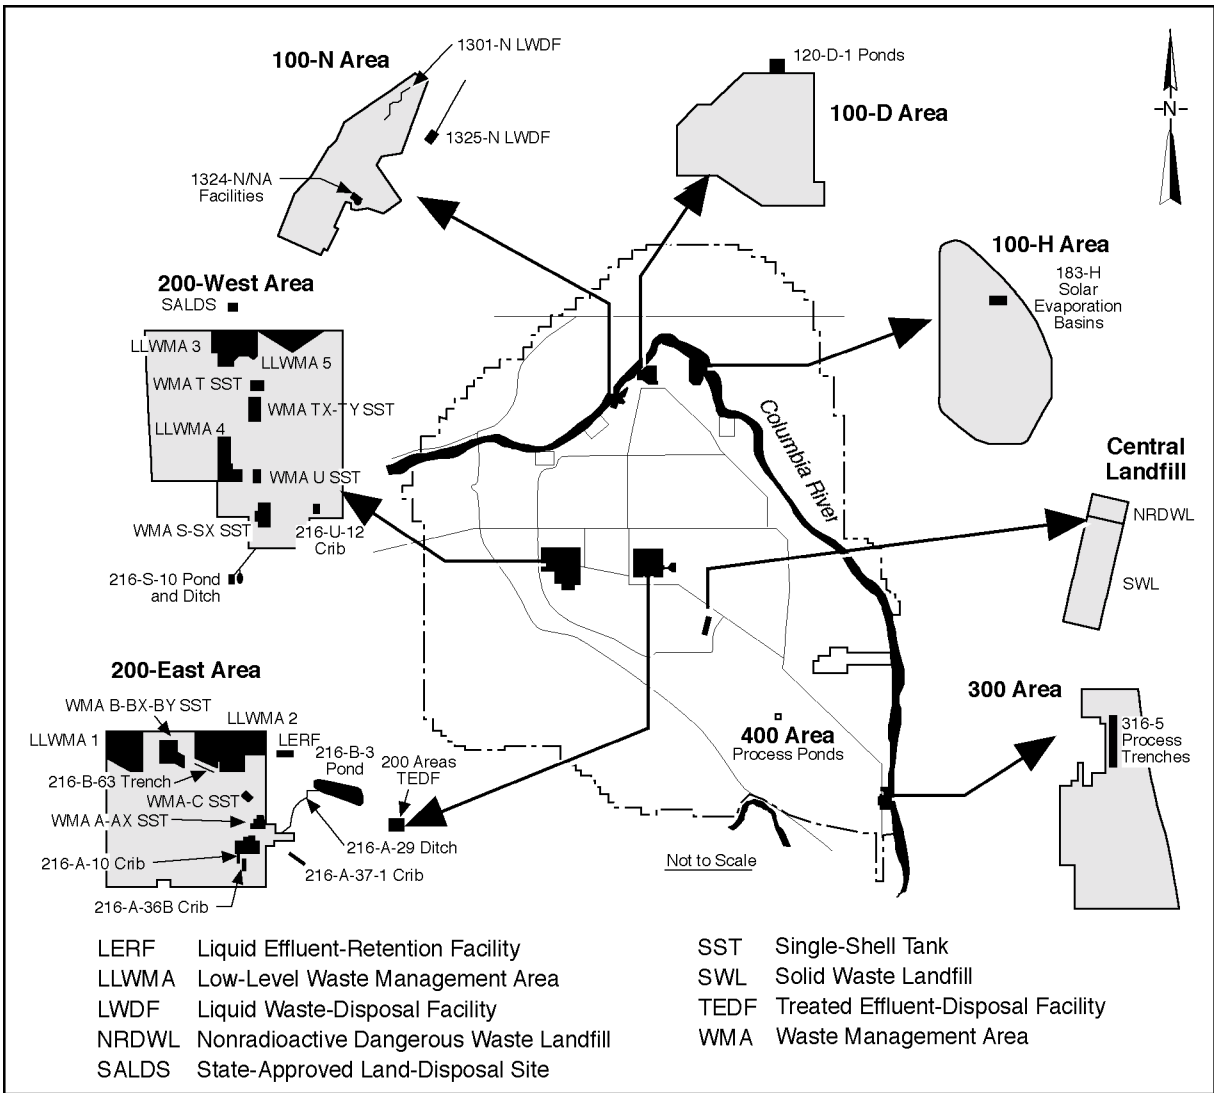 100-N Area
1301-N LWDF
1325-N LWDF
1324-N/NA
Facilities
120-D-1 Ponds
100-D Area
N
100-H Area
183-H
Solar
Evaporation
Basins
200-West Area
SALDS
LLWMA 3
LLWMA 5
WMA T SST
WMA TX-TY SST
LLWMA 4
WMA U SST
WMA S-SX SST
216-U-12
Crib
216-S-10 Pond
and Ditch
Columbia River
Central
Landfill
NRDWL
SWL
200-East Area
WMA B-BX-BY SST
LLWMA 2
LLWMA 1
LERF
216-B-3
Pond
200 Areas
TEDF
216-B-63 Trench
WMA-C SST
WMA A-AX SST
216-A-29 Ditch
216-A-10 Crib
216-A-37-1 Crib
216-A-36B Crib
400 Area
Process Ponds
300 Area
316-5
Process
Trenches
Not to Scale
LERF Liquid Effluent-Retention Facility
LLWMA Low-Level Waste Management Area
LWDF Liquid Waste-Disposal Facility
NRDWL Nonradioactive Dangerous Waste Landfill
SALDS State-Approved Land-Disposal Site
SST Single-Shell Tank
SWL Solid Waste Landfill
TEDF Treated Effluent-Disposal Facility
WMA Waste Management Area